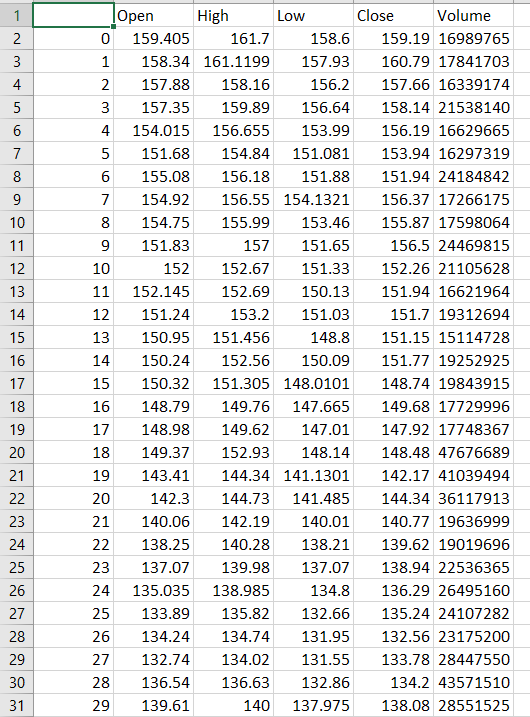 1 Open High Low Close Volume
2 0 159.405 161.7 158.6 159.19 16989765
3 1 158.34 161.1199 157.93 160.79 17841703
4 2 157.88 158.16 156.2 157.66 16339174
5 3 157.35 159.89 156.64 158.14 21538140
6 4 154.015 156.655 153.99 156.19 16629665
7 5 151.68 154.84 151.081 153.94 16297319
8 6 155.08 156.18 151.88 151.94 24184842
9 7 154.92 156.55 154.1321 156.37 17266175
10 8 154.75 155.99 153.46 155.87 17598064
11 9 151.83 157 151.65 156.5 24469815
12 10 152 152.67 151.33 152.26 21105628
13 11 152.145 152.69 150.13 151.94 16621964
14 12 151.24 153.2 151.03 151.7 19312694
15 13 150.95 151.456 148.8 151.15 15114728
16 14 150.24 152.56 150.09 151.77 19252925
17 15 150.32 151.305 148.0101 148.74 19843915
18 16 148.79 149.76 147.665 149.68 17729996
19 17 148.98 149.62 147.01 147.92 17748367
20 18 149.37 152.93 148.14 148.48 47676689
21 19 143.41 144.34 141.1301 142.17 41039494
22 20 142.3 144.73 141.485 144.34 36117913
23 21 140.06 142.19 140.01 140.77 19636999
24 22 138.25 140.28 138.21 139.62 19019696
25 23 137.07 139.98 137.07 138.94 22536365
26 24 135.035 138.985 134.8 136.29 26495160
27 25 133.89 135.82 132.66 135.24 24107282
28 26 134.24 134.74 131.95 132.56 23175200
29 27 132.74 134.02 131.55 133.78 28447550
30 28 136.54 136.63 132.86 134.2 43571510
31 29 139.61 140 137.975 138.08 28551525